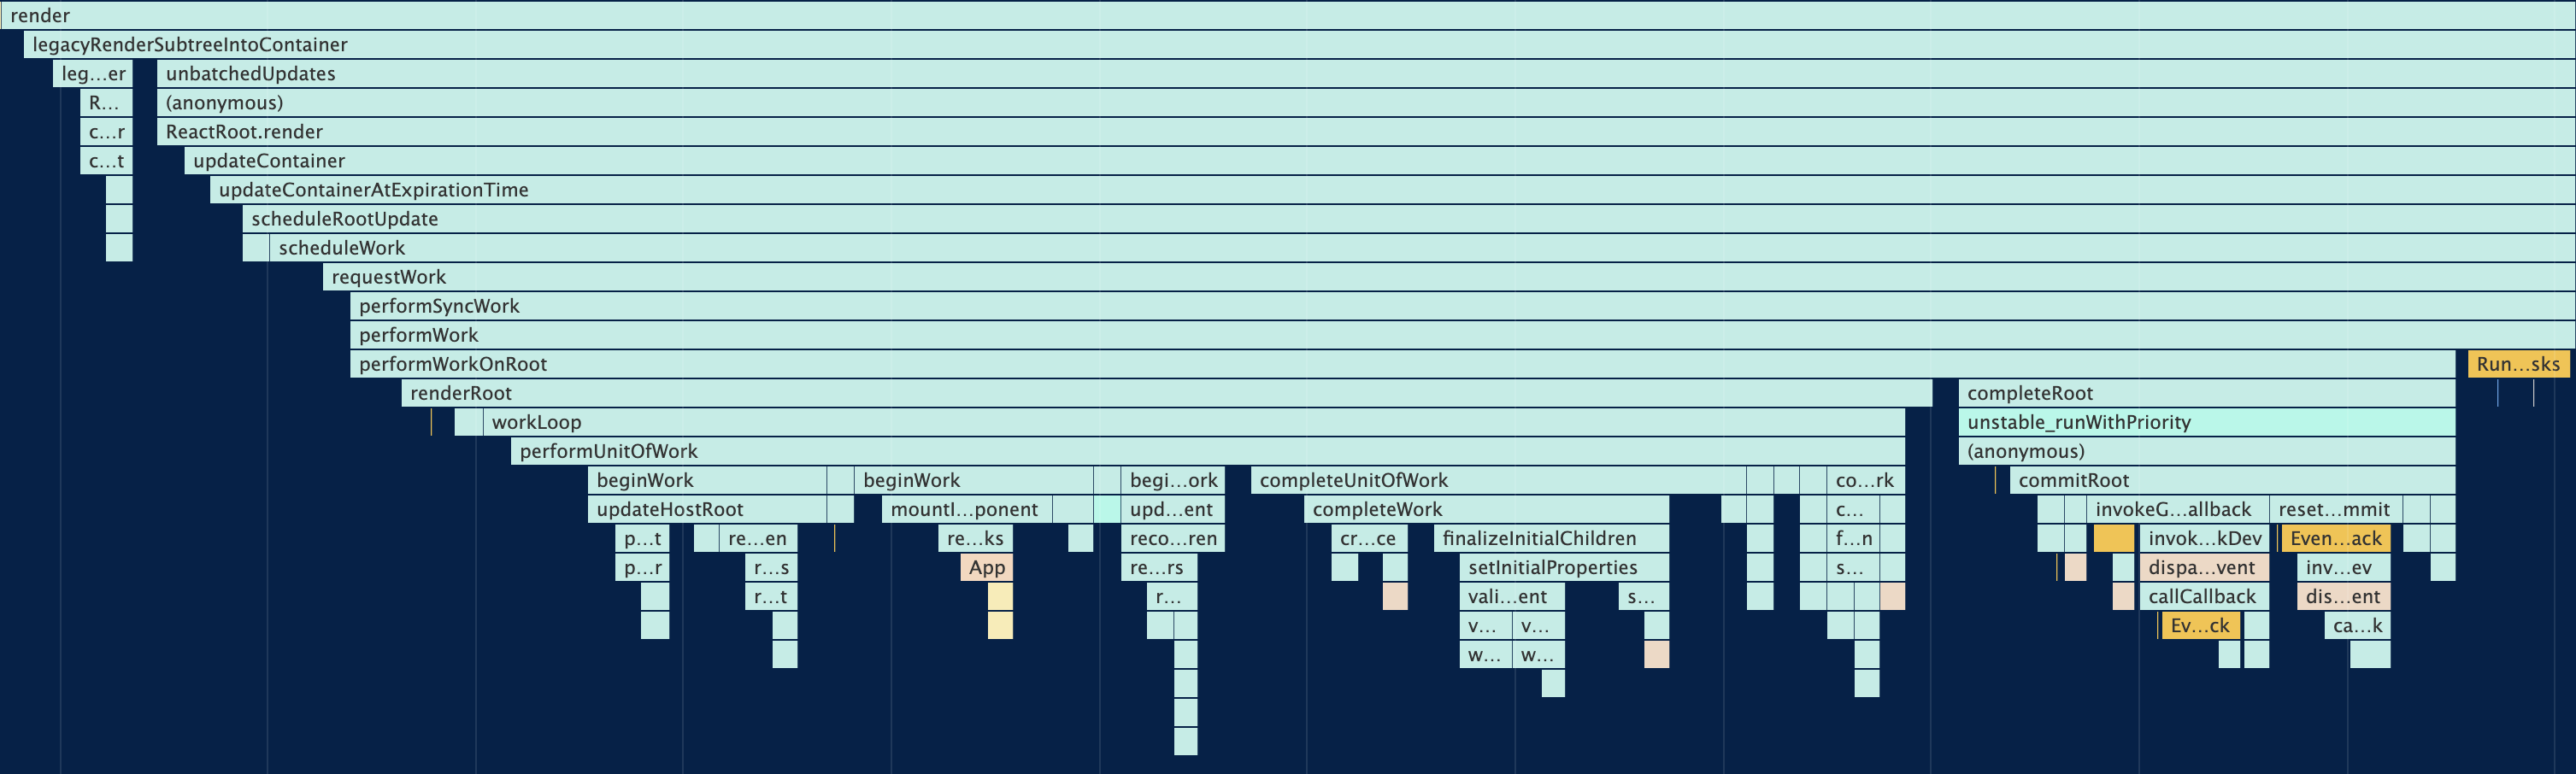 render
legacyRenderSubtreeIntoContainer
leg...er unbatchedUpdates
R... (anonymous)
c...r ReactRoot.render
c...t updateContainer
updateContainerAtExpirationTime
scheduleRootUpdate
scheduleWork
requestWork
performSyncWork
performWork
performWorkOnRoot Run...sks
renderRoot completeRoot
workLoop unstable_runWithPriority
performUnitOfWork (anonymous)
beginWork beginWork begi...ork completeUnitOfWork co...rk commitRoot
updateHostRoot mountI...ponent upd...ent completeWork c... invokeG...allback reset...mmit
p...t re...en re...ks reco...ren cr...ce finalizeInitialChildren f...n invok...kDev Even...ack
p...r r...s App re...rs setInitialProperties s... dispa...vent inv...ev
r...t r... vali...ent s... callCallback dis...ent
v... v... Ev...ck ca...k
w... w...